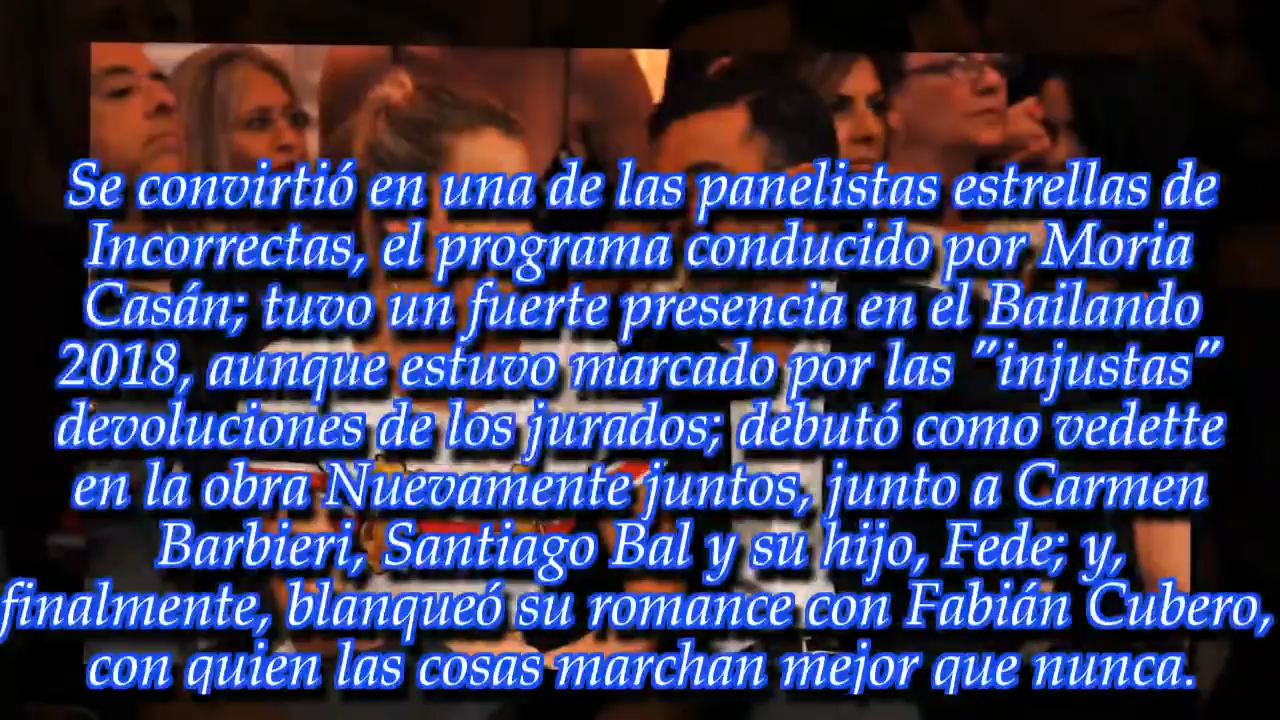 Se convirtió en una de las panelistas estrellas de
Incorrectas, el programa conducido por Moria
Casán; tuvo un fuerte presencia en el Bailando
2018, aunque estuvo marcado por las "injustas"
devoluciones de los jurados; debutó como vedette
en la obra Nuevamente juntos, junto a Carmen
Barbieri, Santiago Bal y su hijo, Fede; y,
finalmente, blanqueó su romance con Fabián Cubero,
con quien las cosas marchan mejor que nunca.